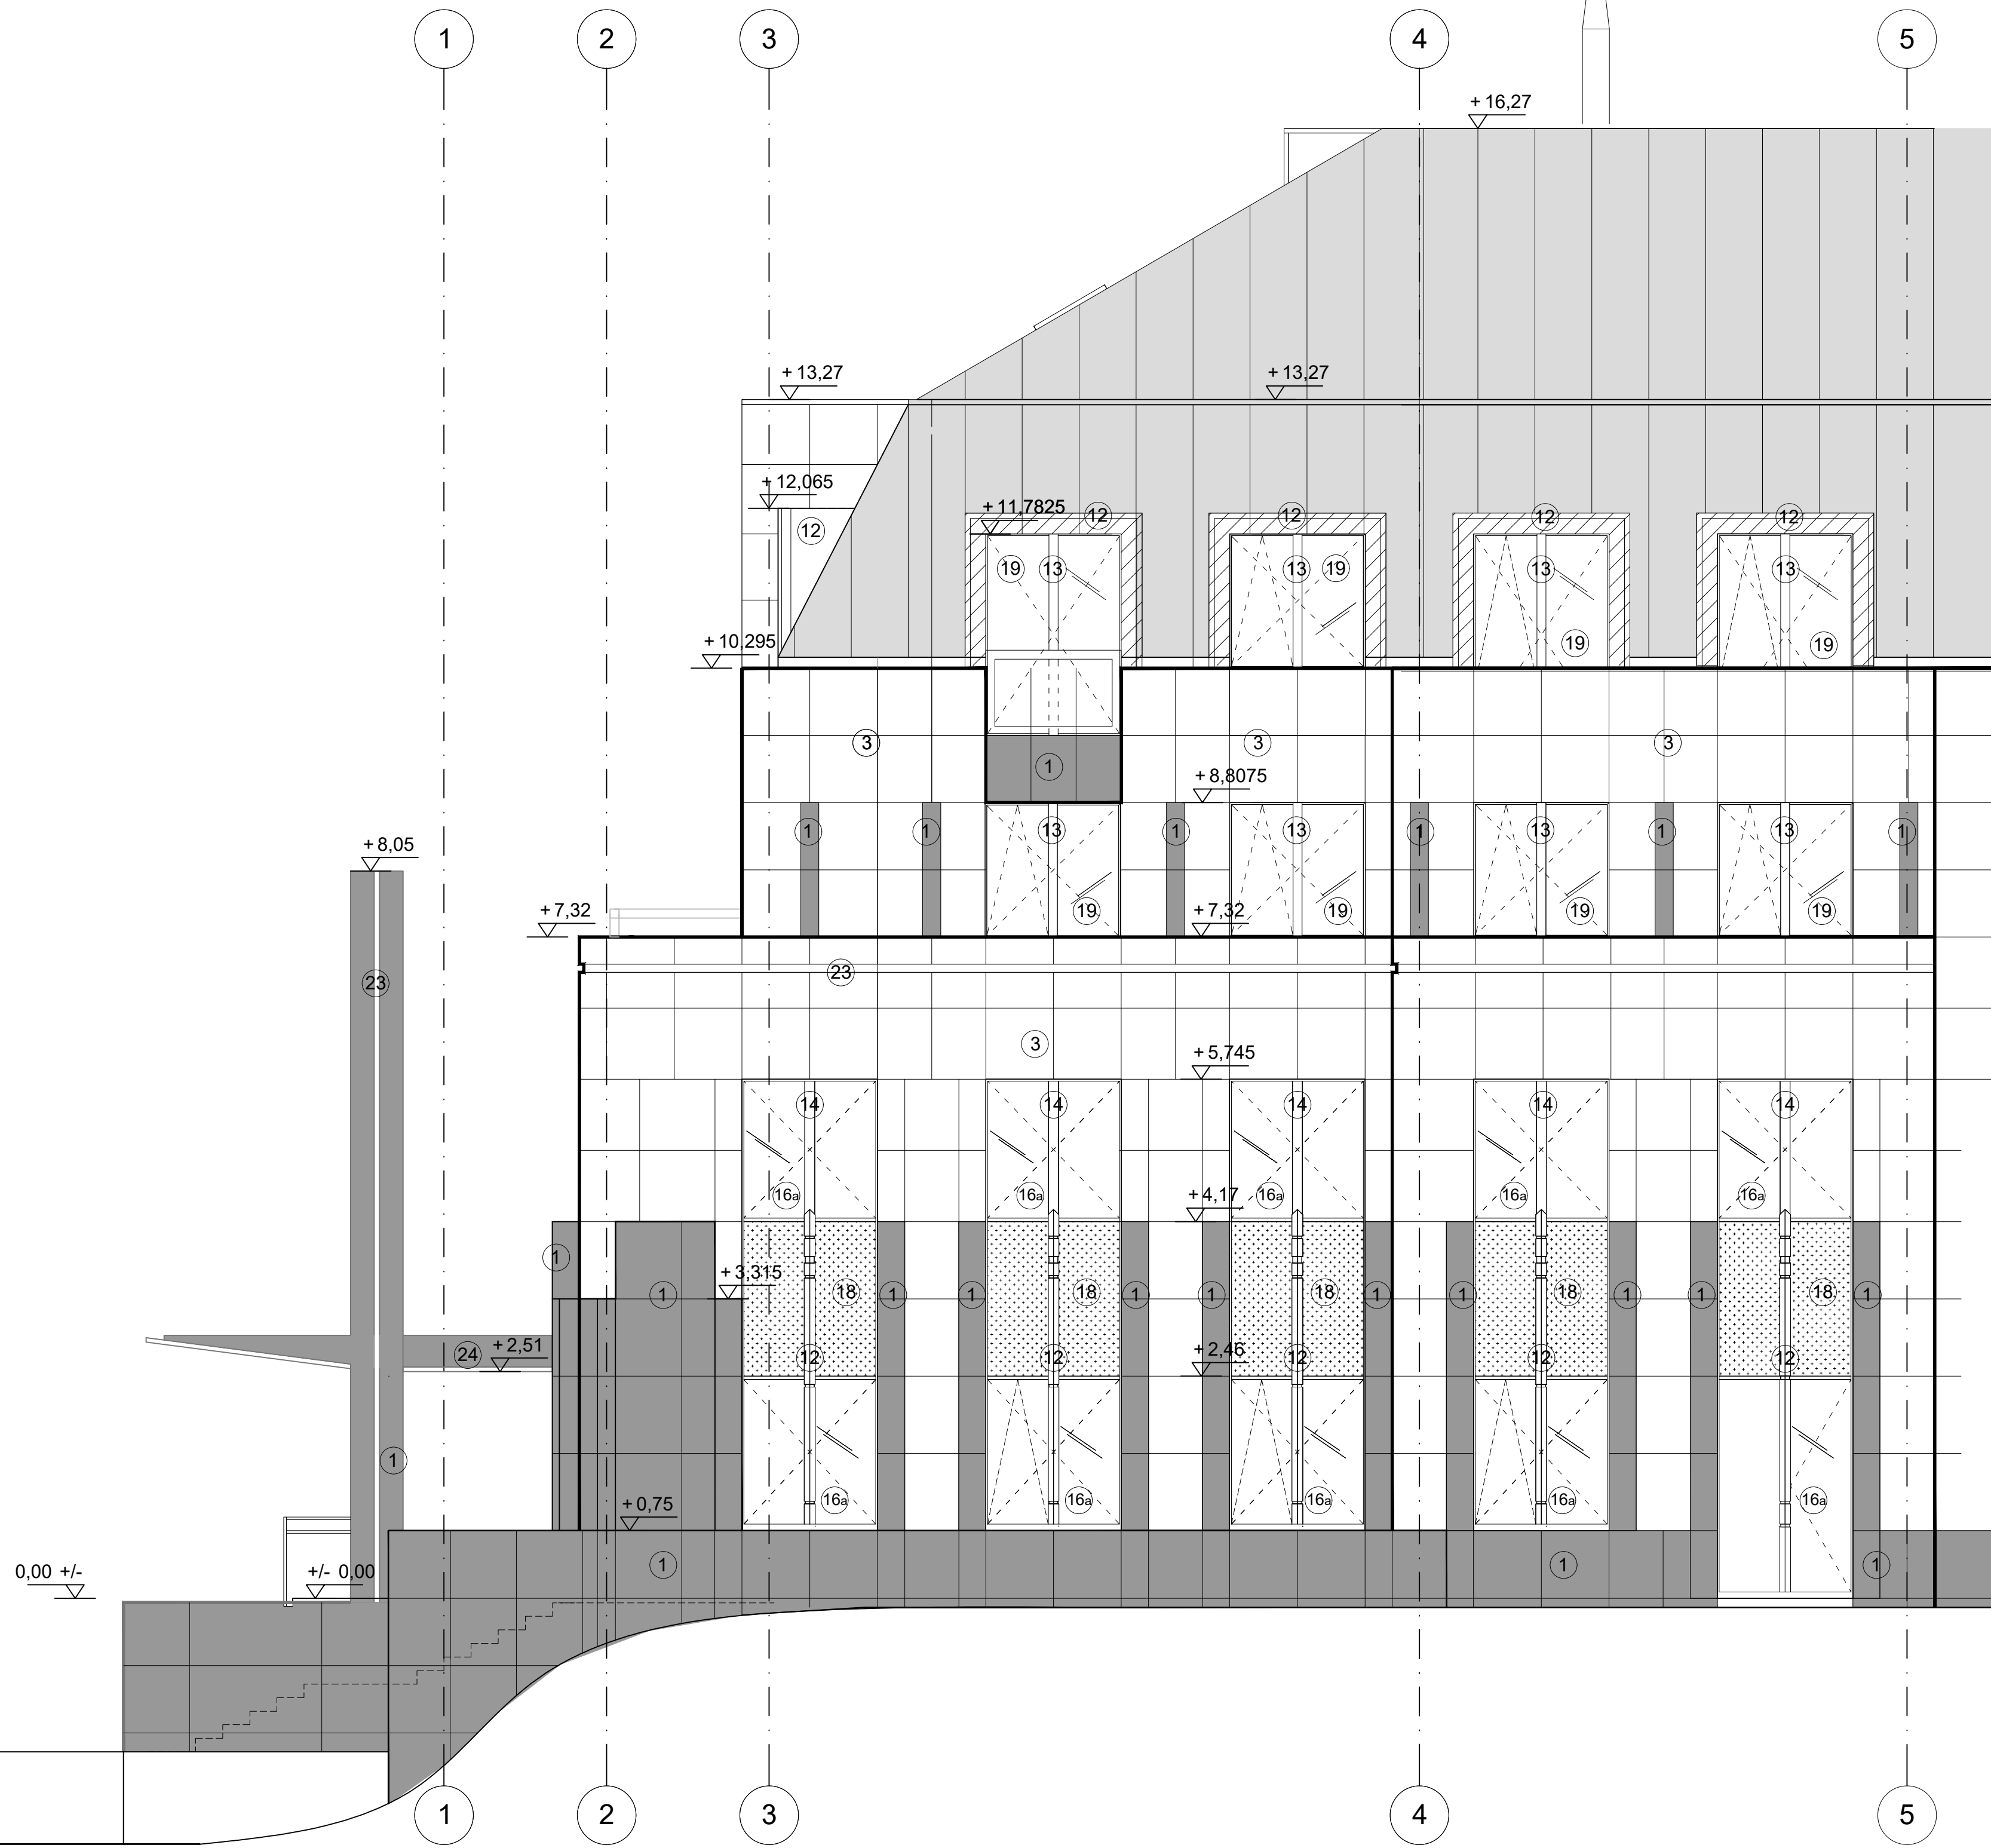 1 2 3 4 5
+ 16,27
+ 13,27 + 13,27
+ 12,065
+ 11,7825 12 12 12 12
12
19 13 13 19 13 13
19 19
+ 10,295
3 3 3
1
+ 8,8075
1 1 13 1 13 1 13 1 13 1
+ 8,05
19 19 19 19
+ 7,32 + 7,32
23 23
3
+ 5,745
14 14 14 14 14
16a 16a 16a 16a 16a
+ 4,17
1
+ 3,315
1 18 1 1 18 1 1 18 1 1 18 1 1 18 1
24 + 2,51 + 2,46
12 12 12 12 12
1
16a 16a 16a 16a 16a
+ 0,75
1 1 1
0,00 +/- +/- 0,00
1 2 3 4 5